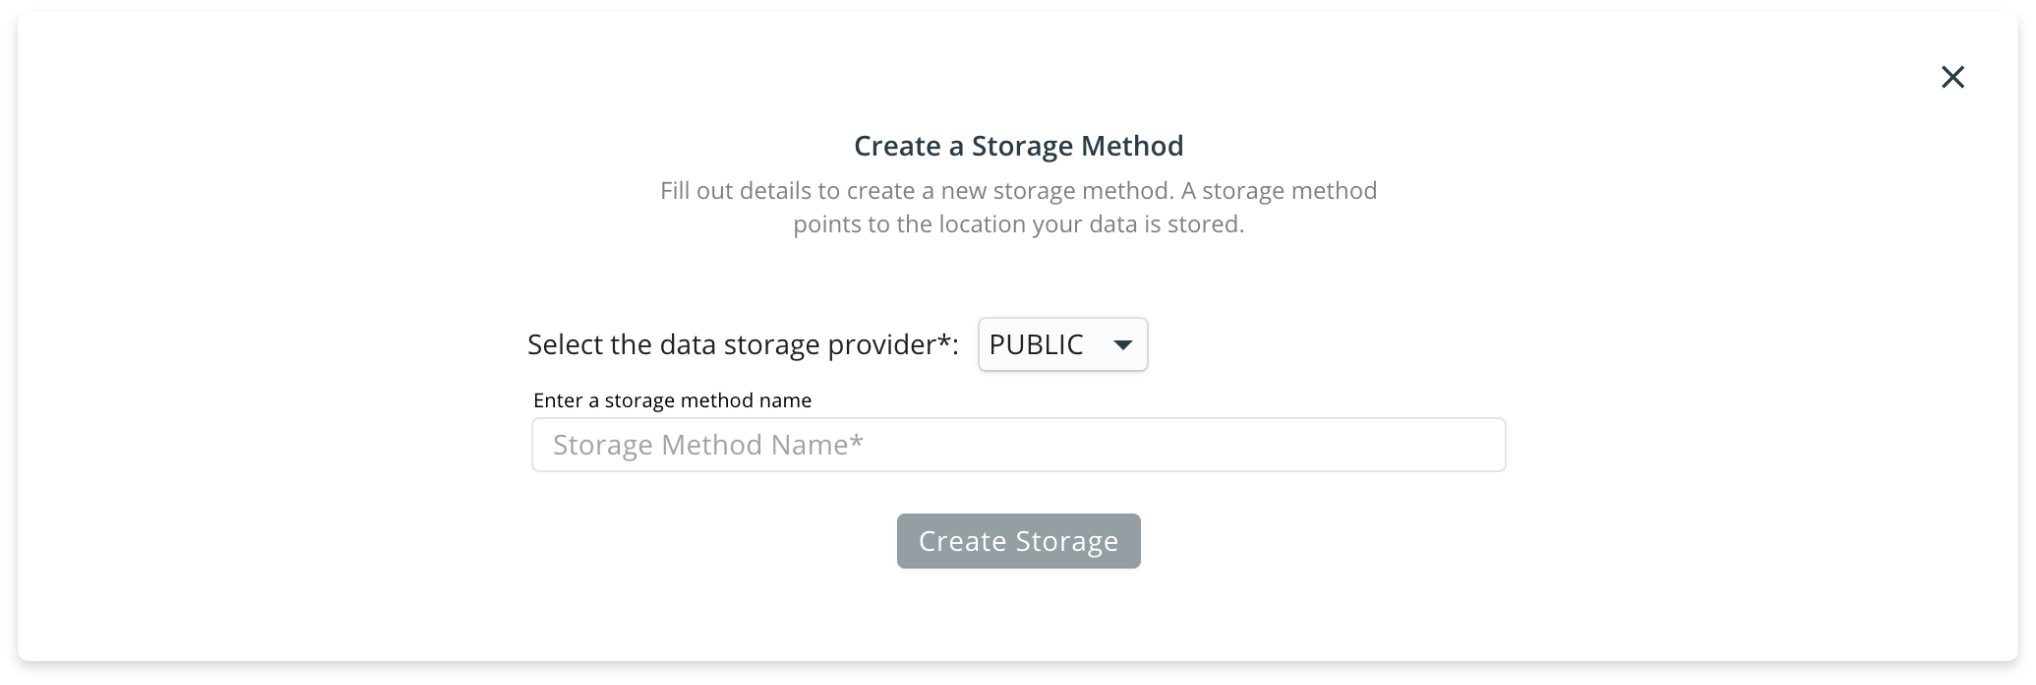 Create a Storage Method
Fill out details to create a new storage method. A storage method
points to the location your data is stored.
Select the data storage provider*: PUBLIC
Enter a storage method name
Storage Method Name*
Create Storage